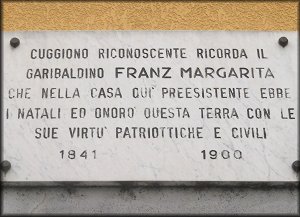 CUGGIONO RICONOSCENTE RICORDA IL
GARIBALDINO FRANZ MARGARITA
CHE NELLA CASA QUI' PREESISTENTE EBBE
I NATALI ED ONORO' QUESTA TERRA CON LE
SUE VIRTU' PATRIOTTICHE E CIVILI
1841 1900